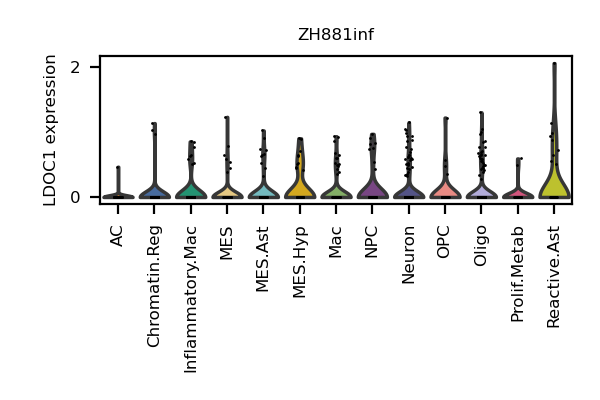 ZH881inf
LDOC1 expression
2
0
AC
Chromatin.Reg
Inflammatory.Mac
MES
MES.Ast
MES.Hyp
Mac
NPC
Neuron
OPC
Oligo
Prolif.Metab
Reactive.Ast